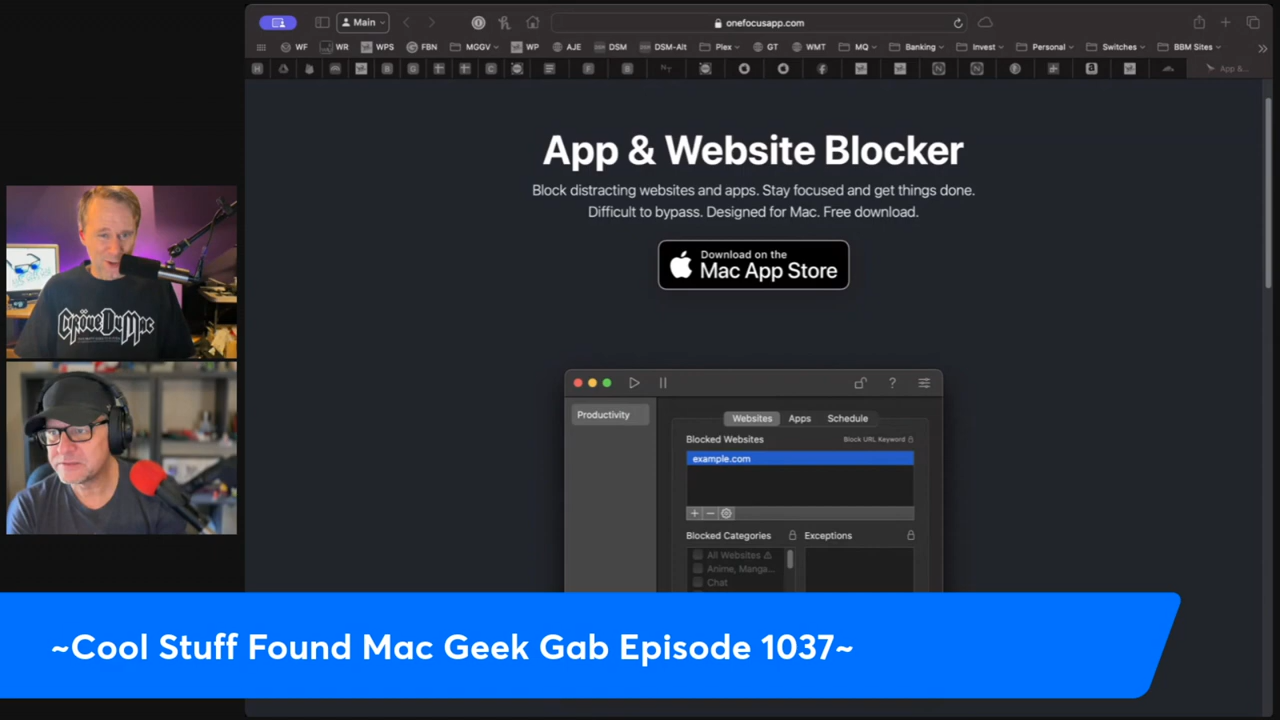 Main
onefocusapp.com
WF
WR
WPS
FBN
MGGV
WP
AJE
DSM
DSM-Alt
Plex
GT
WMT
MQ
Banking
Invest
Personal
Switches
BBM Sites
App &...
App & Website Blocker
Block distracting websites and apps. Stay focused and get things done.
Difficult to bypass. Designed for Mac. Free download.
Download on the
Mac App Store
Productivity
Websites Apps Schedule
Blocked Websites Block URL Keyword
example.com
Blocked Categories Exceptions
All Websites
Anime, Manga...
Chat
GröveDüMac
~Cool Stuff Found Mac Geek Gab Episode 1037~